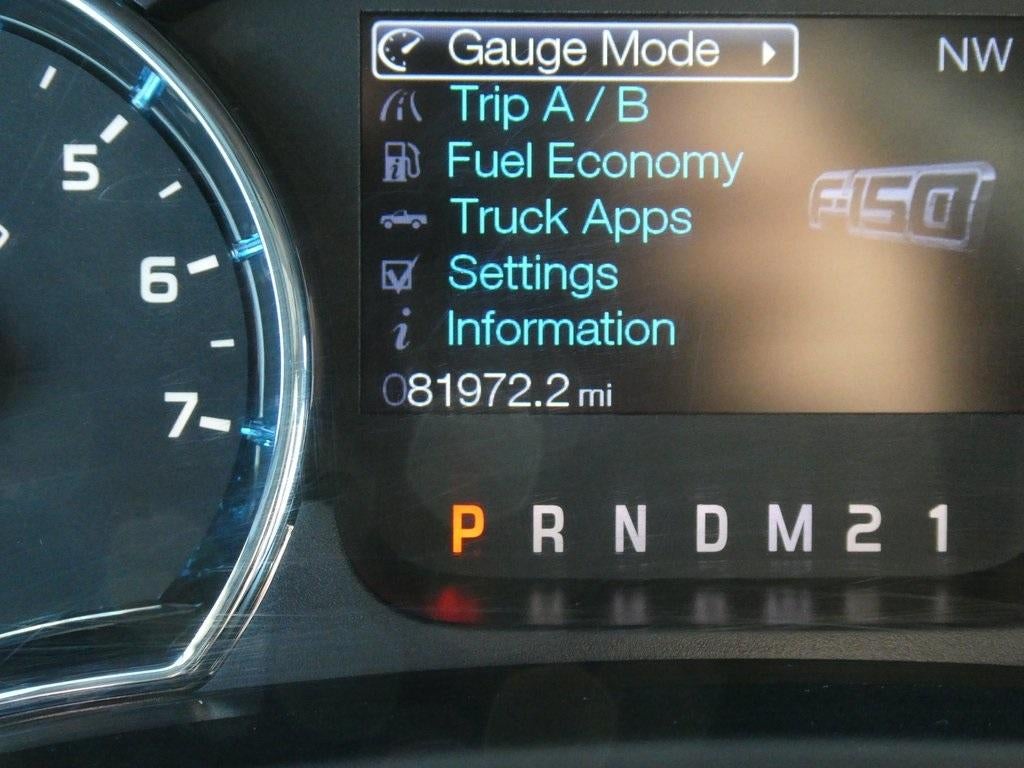 Gauge Mode
NW
Trip A / B
Fuel Economy
F-150
Truck Apps
Settings
Information
081972.2 mi
5
6
7
P R N D M 2 1